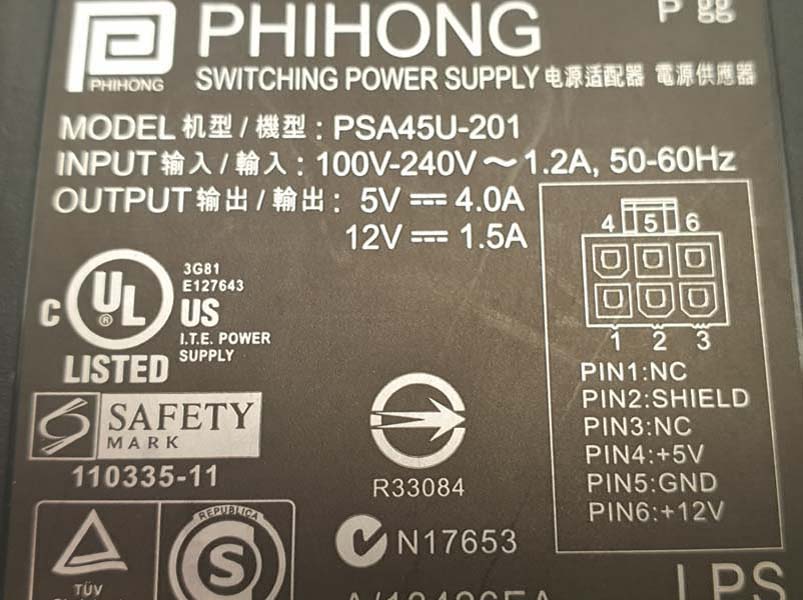 PHIHONG
PHIHONG
SWITCHING POWER SUPPLY 电源适配器 電源供應器
MODEL 机型 / 機型 : PSA45U-201
INPUT 输入 / 輸入 : 100V-240V ~ 1.2A, 50-60Hz
OUTPUT 输出 / 輸出 : 5V ⎓ 4.0A
12V ⎓ 1.5A
C UL ® US
LISTED
3G81
E127643
I.T.E. POWER
SUPPLY
SAFETY
MARK
110335-11
R33084
N17653
TÜV
REPUBLICA
S
LPS
4 5 6
1 2 3
PIN1:NC
PIN2:SHIELD
PIN3:NC
PIN4:+5V
PIN5:GND
PIN6:+12V